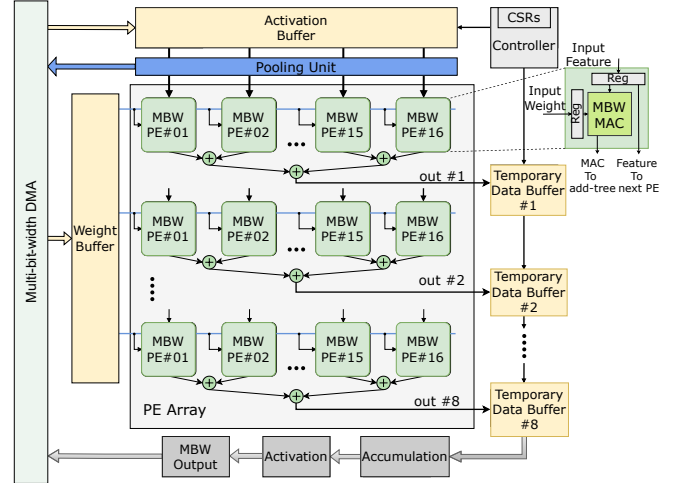 Activation
Buffer
CSRs
Controller
Pooling Unit
Input
Feature
Reg
Input
Weight
Reg
MBW
MAC
MAC
To
add-tree
Feature
To
next PE
Multi-bit-width DMA
Weight
Buffer
MBW
PE#01
MBW
PE#02
MBW
PE#15
MBW
PE#16
out #1
Temporary
Data Buffer
#1
MBW
PE#01
MBW
PE#02
MBW
PE#15
MBW
PE#16
out #2
Temporary
Data Buffer
#2
MBW
PE#01
MBW
PE#02
MBW
PE#15
MBW
PE#16
out #8
Temporary
Data Buffer
#8
PE Array
MBW
Output
Activation
Accumulation